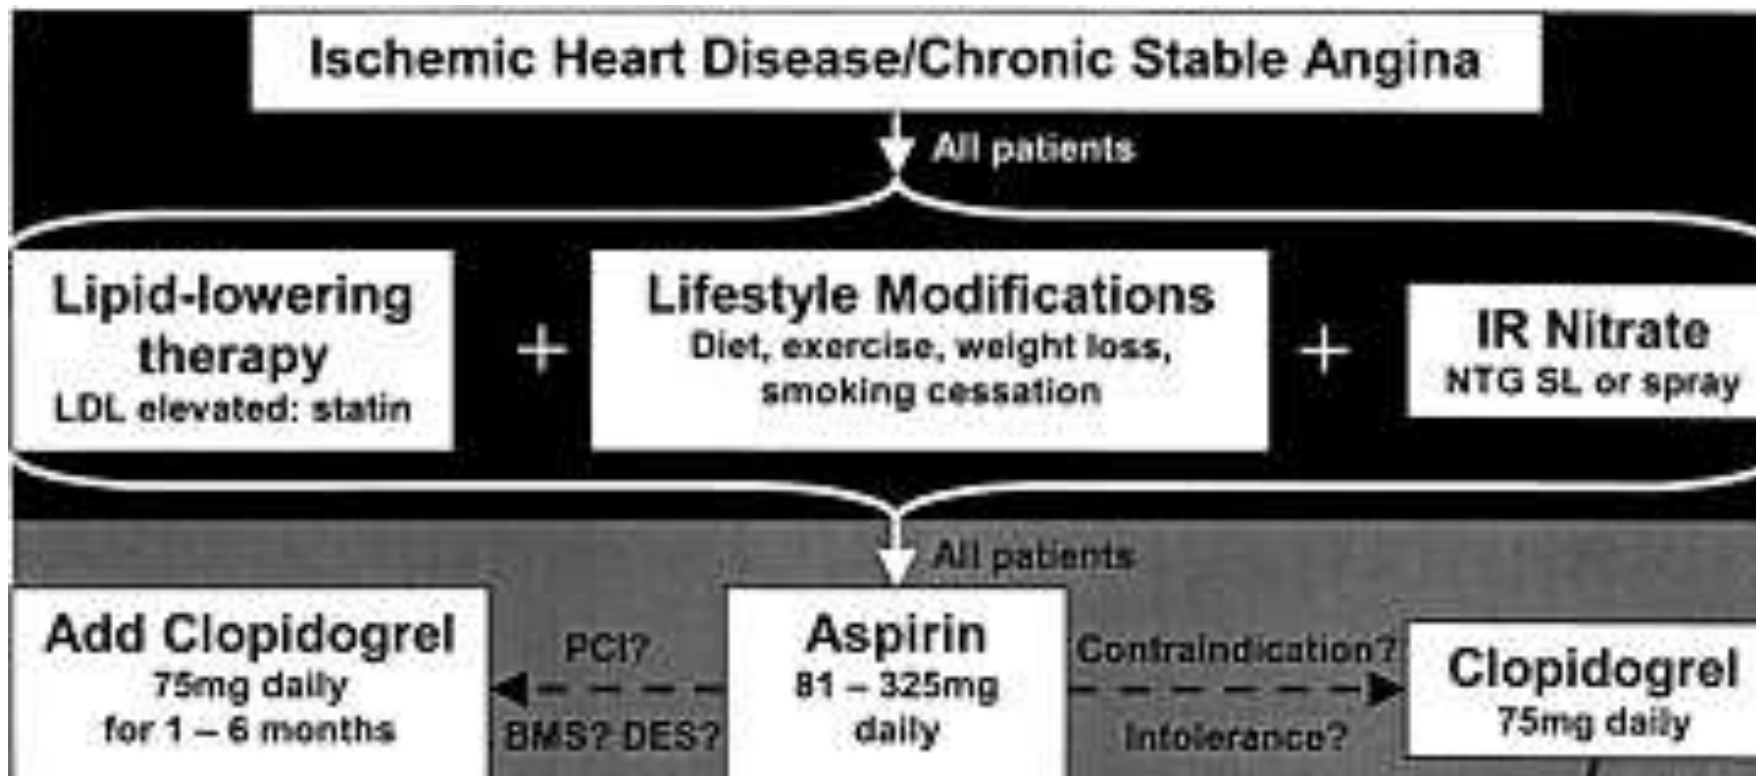 Ischemic Heart Disease/Chronic Stable Angina
All patients
Lipid-lowering
therapy
LDL elevated: statin
+
Lifestyle Modifications
Diet, exercise, weight loss,
smoking cessation
+
IR Nitrate
NTG SL or spray
All patients
Add Clopidogrel
75mg daily
for 1 – 6 months
PCI?
BMS? DES?
Aspirin
81 – 325mg
daily
Contraindication?
Intolerance?
Clopidogrel
75mg daily